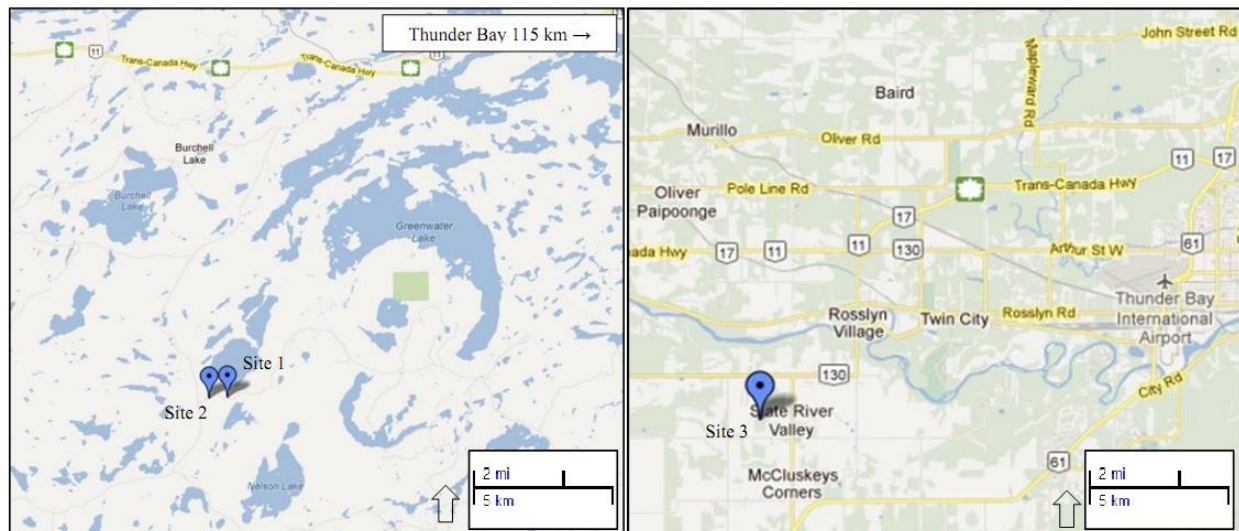 Thunder Bay 115 km →
11
Trans-Canada Hwy
Trans-Canada Hwy
11
Burchell
Lake
Burchell
Lake
Greenwater
Lake
Site 1
Site 2
Nelson Lake
2 mi
5 km
John Street Rd
Mapleward Rd
Baird
Murillo
Oliver Rd
11
17
Oliver
Paipoonge
Pole Line Rd
Trans-Canada Hwy
17
11
130
61
nada Hwy
17
11
Arthur St W
Thunder Bay
International
Airport
Rosslyn
Village
Twin City
Rosslyn Rd
130
City Rd
Site 3
Slate River
Valley
McCluskeys
Corners
61
2 mi
5 km